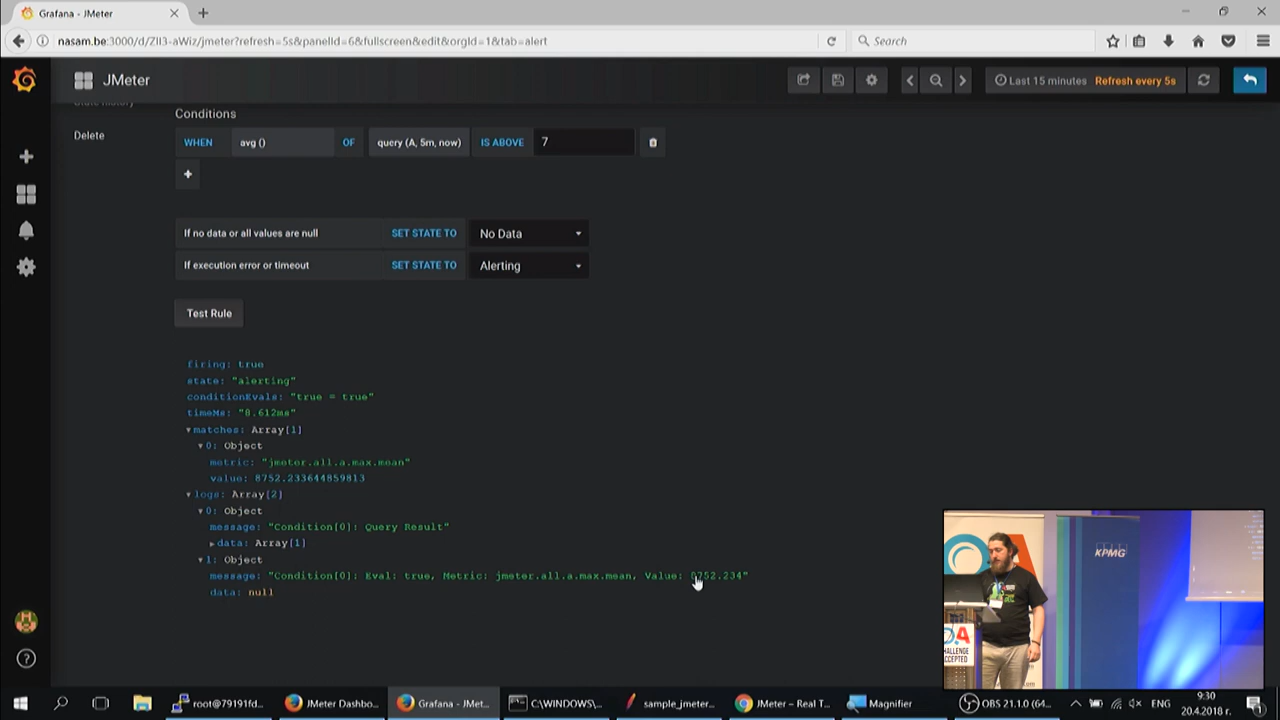 Grafana - JMeter
nasam.be:3000/d/ZlI3-aWiz/jmeter?refresh=5s&panelId=6&fullscreen&edit&orgId=1&tab=alert
Search
JMeter
Last 15 minutes Refresh every 5s
State history
Conditions
Delete
WHEN avg () OF query (A, 5m, now) IS ABOVE 7
If no data or all values are null SET STATE TO No Data
If execution error or timeout SET STATE TO Alerting
Test Rule
firing: true
state: "alerting"
conditionEvals: "true = true"
timeMs: "8.612ms"
matches: Array[1]
0: Object
metric: "jmeter.all.a.max.mean"
value: 8752.233644859813
logs: Array[2]
0: Object
message: "Condition[0]: Query Result"
data: Array[1]
1: Object
message: "Condition[0]: Eval: true, Metric: jmeter.all.a.max.mean, Value: 8752.234"
data: null
KPMG
CHALLENGE
ACCEPTED
root@79191fd...
JMeter Dashbo...
Grafana - JMet...
C:\WINDOWS\...
sample_jmeter...
JMeter – Real T...
Magnifier
OBS 21.1.0 (64...
ENG
9:30
20.4.2018 г.